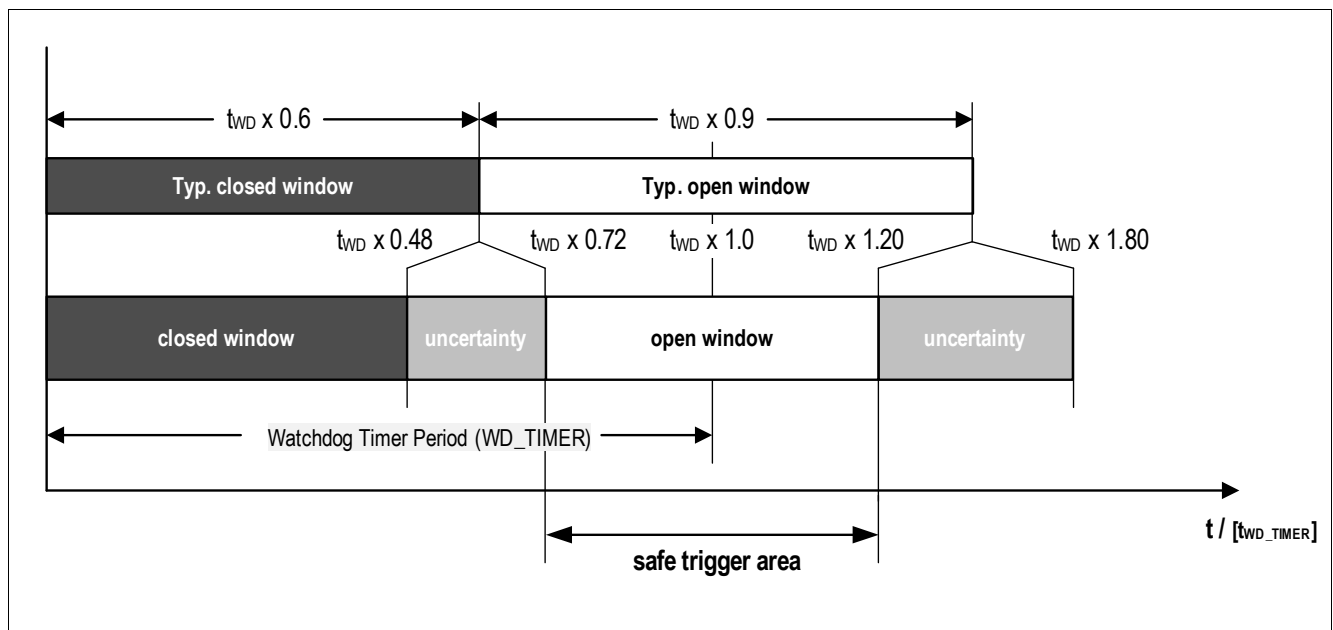 tWD x 0.6
tWD x 0.9
Typ. closed window
Typ. open window
tWD x 0.48
tWD x 0.72
tWD x 1.0
tWD x 1.20
tWD x 1.80
closed window
uncertainty
open window
uncertainty
Watchdog Timer Period (WD_TIMER)
t / [tWD_TIMER]
safe trigger area